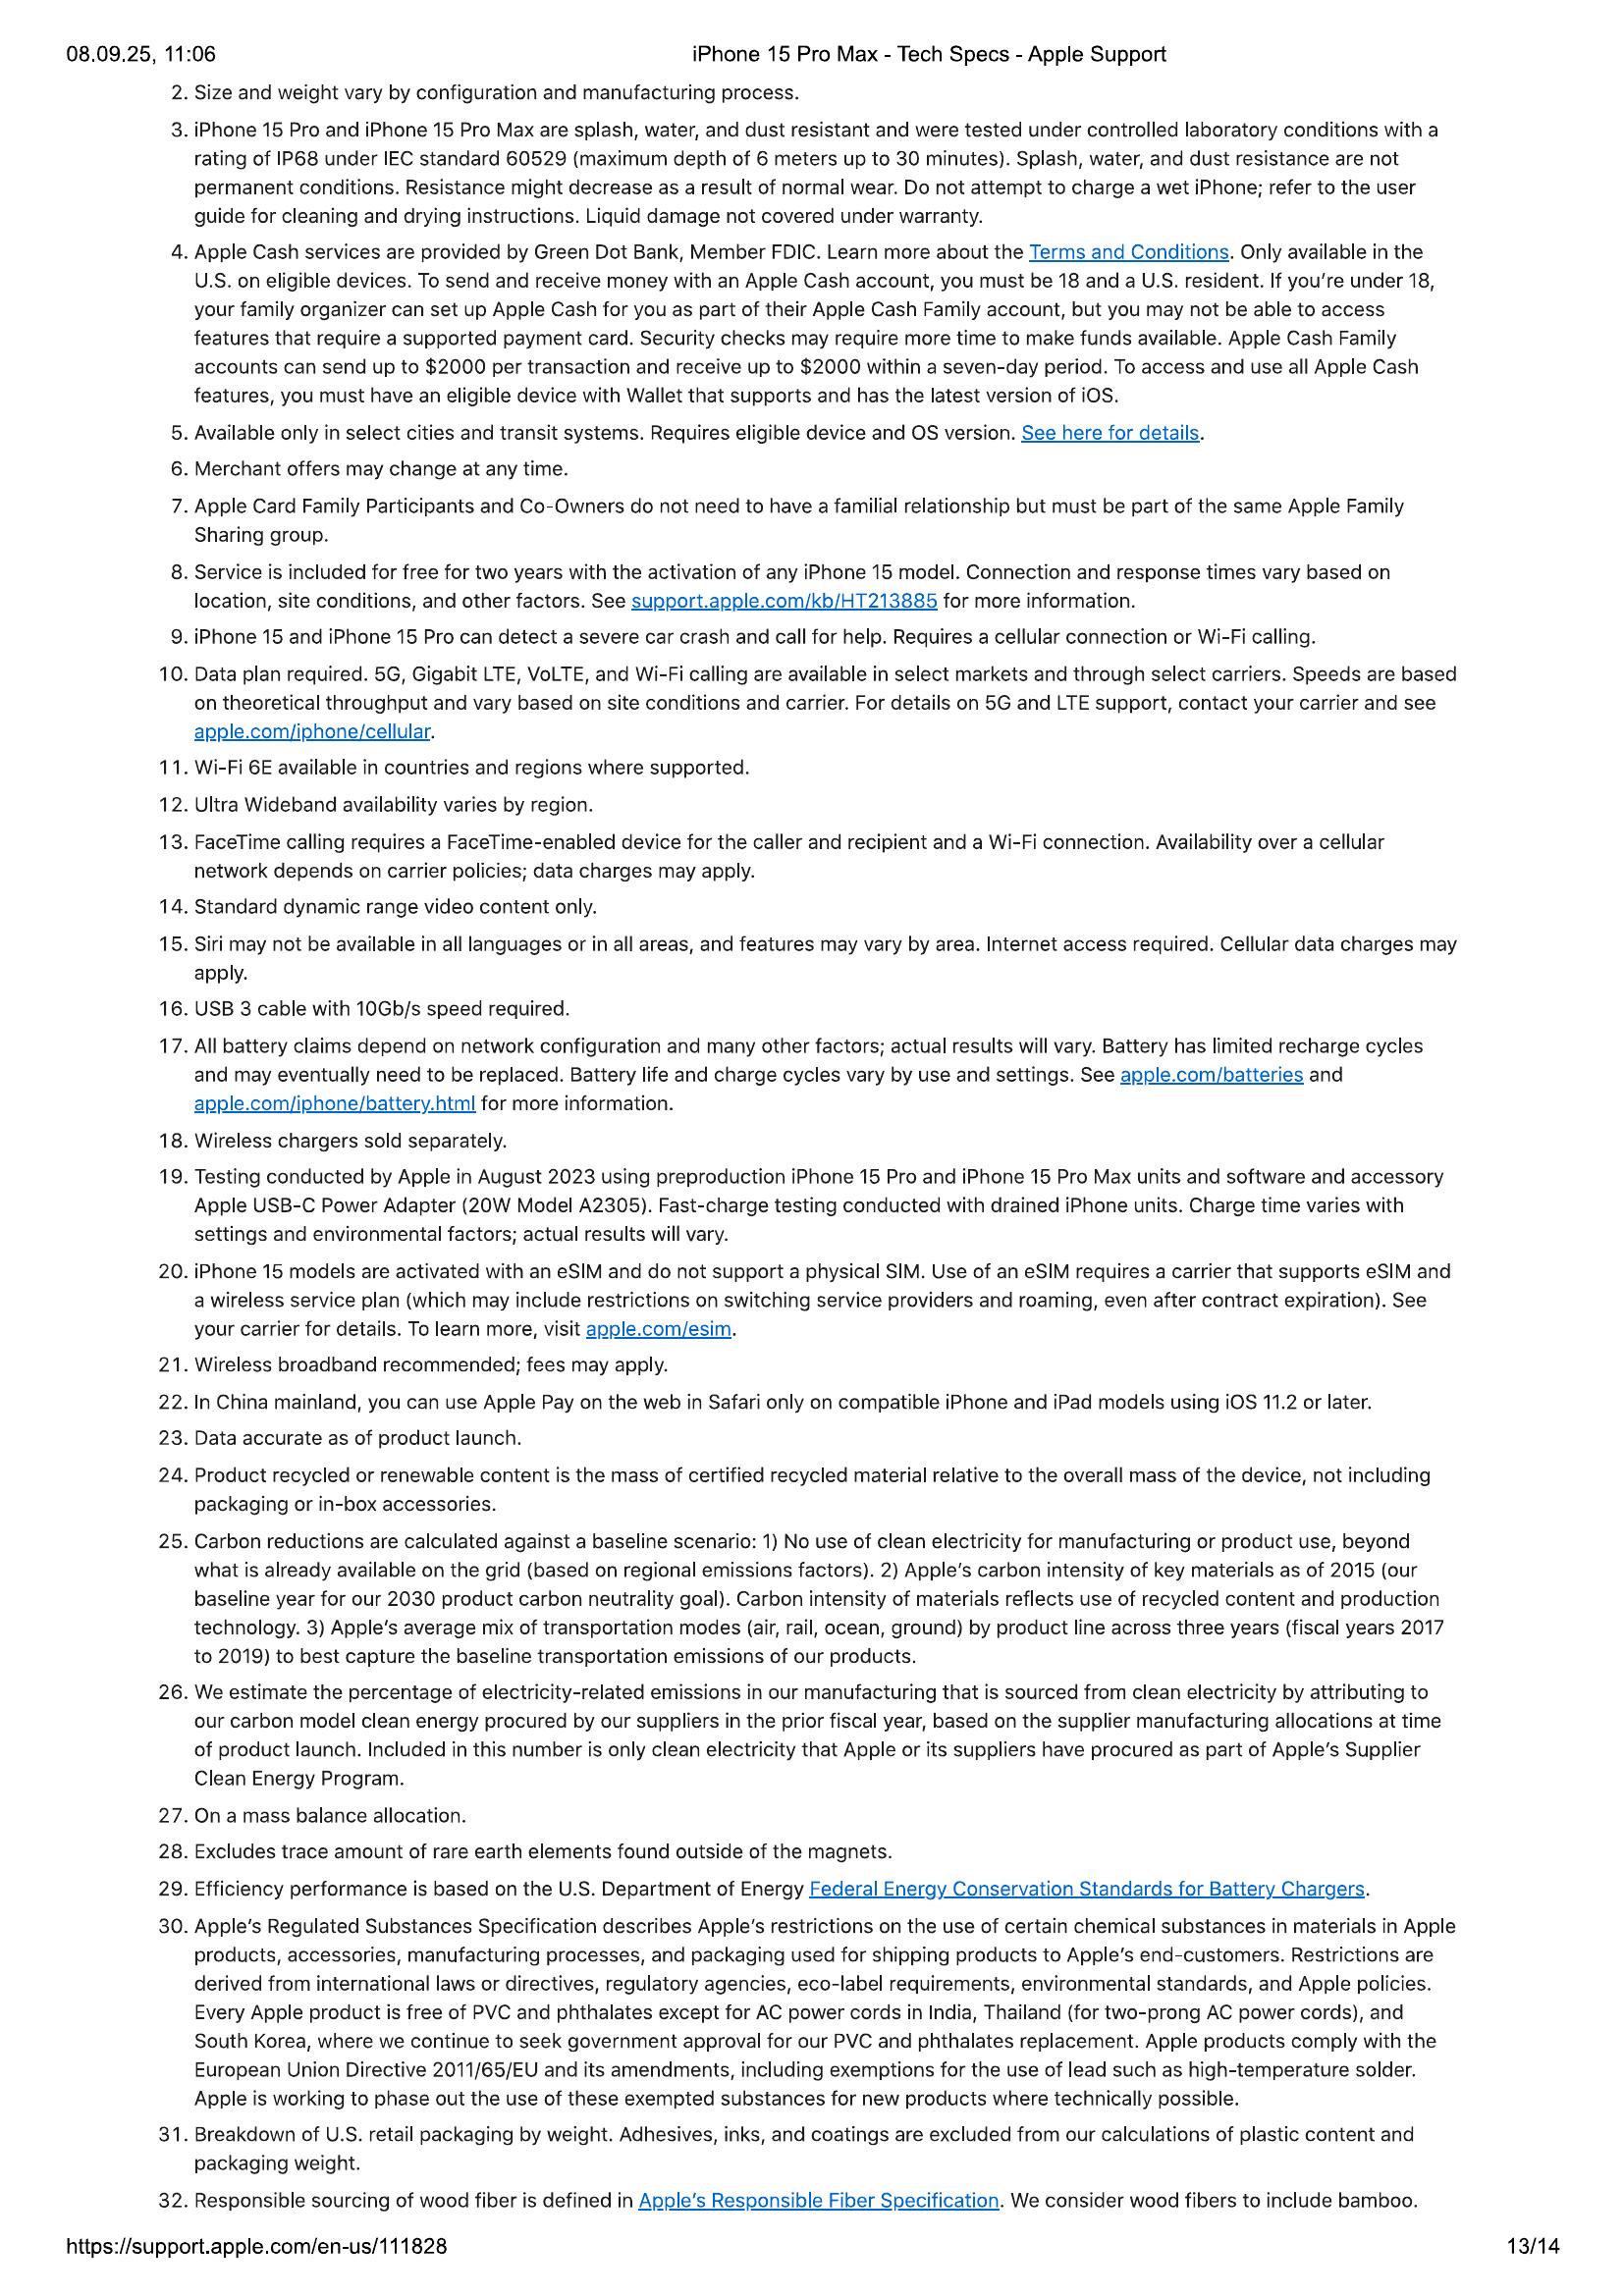 08.09.25, 11:06
iPhone 15 Pro Max - Tech Specs - Apple Support
2. Size and weight vary by configuration and manufacturing process.
3. iPhone 15 Pro and iPhone 15 Pro Max are splash, water, and dust resistant and were tested under controlled laboratory conditions with a
rating of IP68 under IEC standard 60529 (maximum depth of 6 meters up to 30 minutes). Splash, water, and dust resistance are not
permanent conditions. Resistance might decrease as a result of normal wear. Do not attempt to charge a wet iPhone; refer to the user
guide for cleaning and drying instructions. Liquid damage not covered under warranty.
4. Apple Cash services are provided by Green Dot Bank, Member FDIC. Learn more about the Terms and Conditions. Only available in the
U.S. on eligible devices. To send and receive money with an Apple Cash account, you must be 18 and a U.S. resident. If you’re under 18,
your family organizer can set up Apple Cash for you as part of their Apple Cash Family account, but you may not be able to access
features that require a supported payment card. Security checks may require more time to make funds available. Apple Cash Family
accounts can send up to $2000 per transaction and receive up to $2000 within a seven-day period. To access and use all Apple Cash
features, you must have an eligible device with Wallet that supports and has the latest version of iOS.
5. Available only in select cities and transit systems. Requires eligible device and OS version. See here for details.
6. Merchant offers may change at any time.
7. Apple Card Family Participants and Co-Owners do not need to have a familial relationship but must be part of the same Apple Family
Sharing group.
8. Service is included for free for two years with the activation of any iPhone 15 model. Connection and response times vary based on
location, site conditions, and other factors. See support.apple.com/kb/HT213885 for more information.
9. iPhone 15 and iPhone 15 Pro can detect a severe car crash and call for help. Requires a cellular connection or Wi-Fi calling.
10. Data plan required. 5G, Gigabit LTE, VoLTE, and Wi-Fi calling are available in select markets and through select carriers. Speeds are based
on theoretical throughput and vary based on site conditions and carrier. For details on 5G and LTE support, contact your carrier and see
apple.com/iphone/cellular.
11. Wi-Fi 6E available in countries and regions where supported.
12. Ultra Wideband availability varies by region.
13. FaceTime calling requires a FaceTime-enabled device for the caller and recipient and a Wi-Fi connection. Availability over a cellular
network depends on carrier policies; data charges may apply.
14. Standard dynamic range video content only.
15. Siri may not be available in all languages or in all areas, and features may vary by area. Internet access required. Cellular data charges may
apply.
16. USB 3 cable with 10Gb/s speed required.
17. All battery claims depend on network configuration and many other factors; actual results will vary. Battery has limited recharge cycles
and may eventually need to be replaced. Battery life and charge cycles vary by use and settings. See apple.com/batteries and
apple.com/iphone/battery.html for more information.
18. Wireless chargers sold separately.
19. Testing conducted by Apple in August 2023 using preproduction iPhone 15 Pro and iPhone 15 Pro Max units and software and accessory
Apple USB-C Power Adapter (20W Model A2305). Fast-charge testing conducted with drained iPhone units. Charge time varies with
settings and environmental factors; actual results will vary.
20. iPhone 15 models are activated with an eSIM and do not support a physical SIM. Use of an eSIM requires a carrier that supports eSIM and
a wireless service plan (which may include restrictions on switching service providers and roaming, even after contract expiration). See
your carrier for details. To learn more, visit apple.com/esim.
21. Wireless broadband recommended; fees may apply.
22. In China mainland, you can use Apple Pay on the web in Safari only on compatible iPhone and iPad models using iOS 11.2 or later.
23. Data accurate as of product launch.
24. Product recycled or renewable content is the mass of certified recycled material relative to the overall mass of the device, not including
packaging or in-box accessories.
25. Carbon reductions are calculated against a baseline scenario: 1) No use of clean electricity for manufacturing or product use, beyond
what is already available on the grid (based on regional emissions factors). 2) Apple’s carbon intensity of key materials as of 2015 (our
baseline year for our 2030 product carbon neutrality goal). Carbon intensity of materials reflects use of recycled content and production
technology. 3) Apple’s average mix of transportation modes (air, rail, ocean, ground) by product line across three years (fiscal years 2017
to 2019) to best capture the baseline transportation emissions of our products.
26. We estimate the percentage of electricity-related emissions in our manufacturing that is sourced from clean electricity by attributing to
our carbon model clean energy procured by our suppliers in the prior fiscal year, based on the supplier manufacturing allocations at time
of product launch. Included in this number is only clean electricity that Apple or its suppliers have procured as part of Apple’s Supplier
Clean Energy Program.
27. On a mass balance allocation.
28. Excludes trace amount of rare earth elements found outside of the magnets.
29. Efficiency performance is based on the U.S. Department of Energy Federal Energy Conservation Standards for Battery Chargers.
30. Apple’s Regulated Substances Specification describes Apple’s restrictions on the use of certain chemical substances in materials in Apple
products, accessories, manufacturing processes, and packaging used for shipping products to Apple’s end-customers. Restrictions are
derived from international laws or directives, regulatory agencies, eco-label requirements, environmental standards, and Apple policies.
Every Apple product is free of PVC and phthalates except for AC power cords in India, Thailand (for two-prong AC power cords), and
South Korea, where we continue to seek government approval for our PVC and phthalates replacement. Apple products comply with the
European Union Directive 2011/65/EU and its amendments, including exemptions for the use of lead such as high-temperature solder.
Apple is working to phase out the use of these exempted substances for new products where technically possible.
31. Breakdown of U.S. retail packaging by weight. Adhesives, inks, and coatings are excluded from our calculations of plastic content and
packaging weight.
32. Responsible sourcing of wood fiber is defined in Apple’s Responsible Fiber Specification. We consider wood fibers to include bamboo.
https://support.apple.com/en-us/111828
13/14